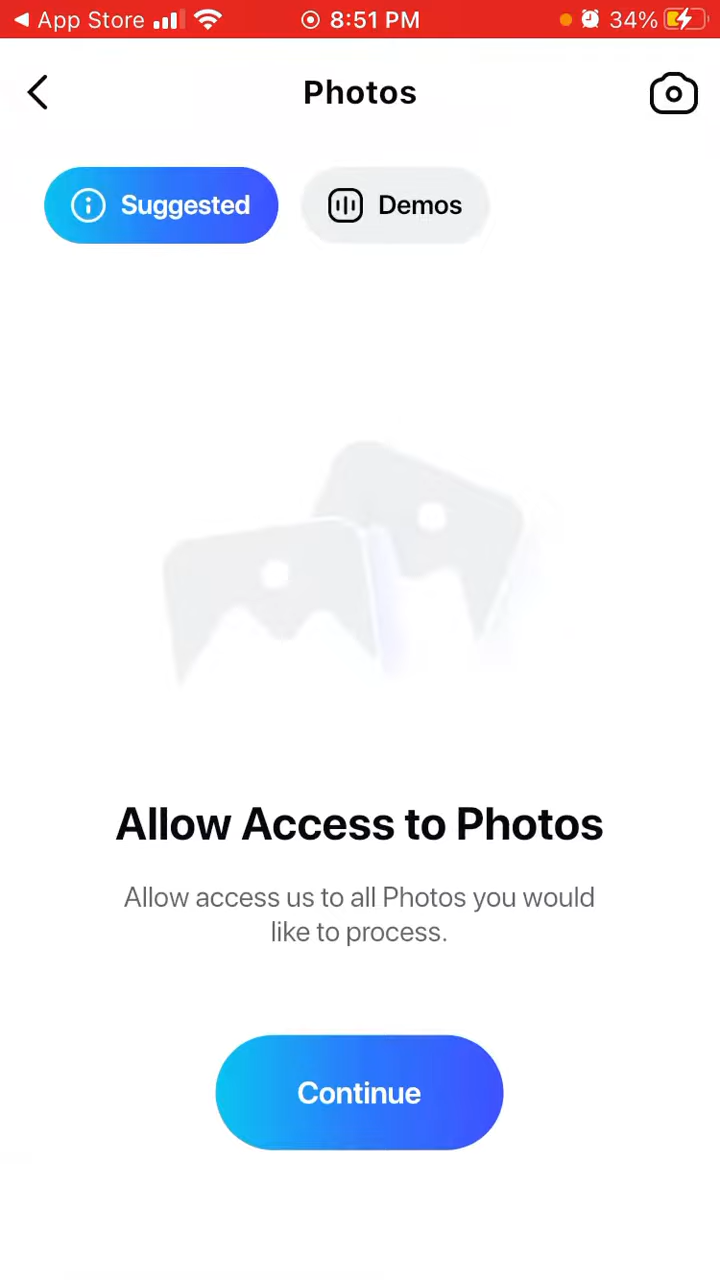 App Store 8:51 PM 34%
Photos
Suggested Demos
Allow Access to Photos
Allow access us to all Photos you would
like to process.
Continue